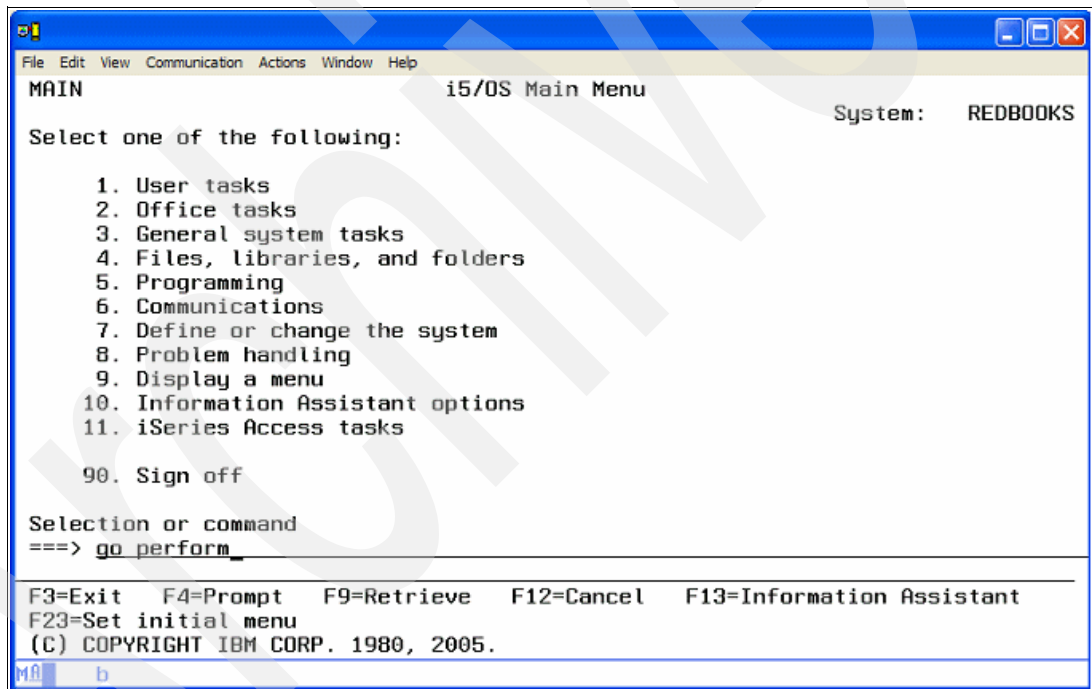 File Edit View Communication Actions Window Help
MAIN i5/OS Main Menu
System: REDBOOKS
Select one of the following:
1. User tasks
2. Office tasks
3. General system tasks
4. Files, libraries, and folders
5. Programming
6. Communications
7. Define or change the system
8. Problem handling
9. Display a menu
10. Information Assistant options
11. iSeries Access tasks
90. Sign off
Selection or command
===> go perform_
F3=Exit F4=Prompt F9=Retrieve F12=Cancel F13=Information Assistant
F23=Set initial menu
(C) COPYRIGHT IBM CORP. 1980, 2005.
MA b